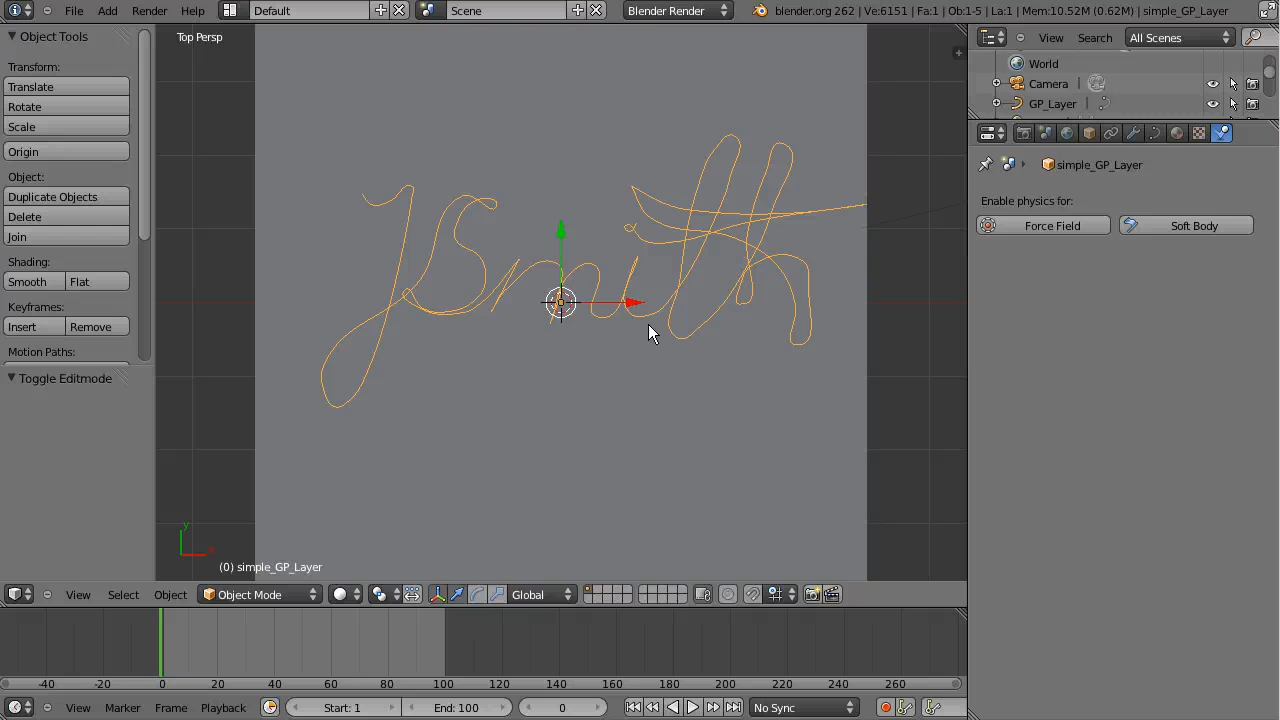 File Add Render Help Default Scene Blender Render blender.org 262 | Ve:6151 | Fa:1 | Ob:1-5 | La:1 | Mem:10.52M (0.62M) | simple_GP_Layer
Object Tools
Transform:
Translate
Rotate
Scale
Origin
Object:
Duplicate Objects
Delete
Join
Shading:
Smooth Flat
Keyframes:
Insert Remove
Motion Paths:
Toggle Editmode
Top Persp
JSmith
y
x
(0) simple_GP_Layer
View Search All Scenes
World
Camera
GP_Layer
simple_GP_Layer
Enable physics for:
Force Field Soft Body
View Select Object Object Mode Global
-40 -20 0 20 40 60 80 100 120 140 160 180 200 220 240 260
View Marker Frame Playback Start: 1 End: 100 0 No Sync